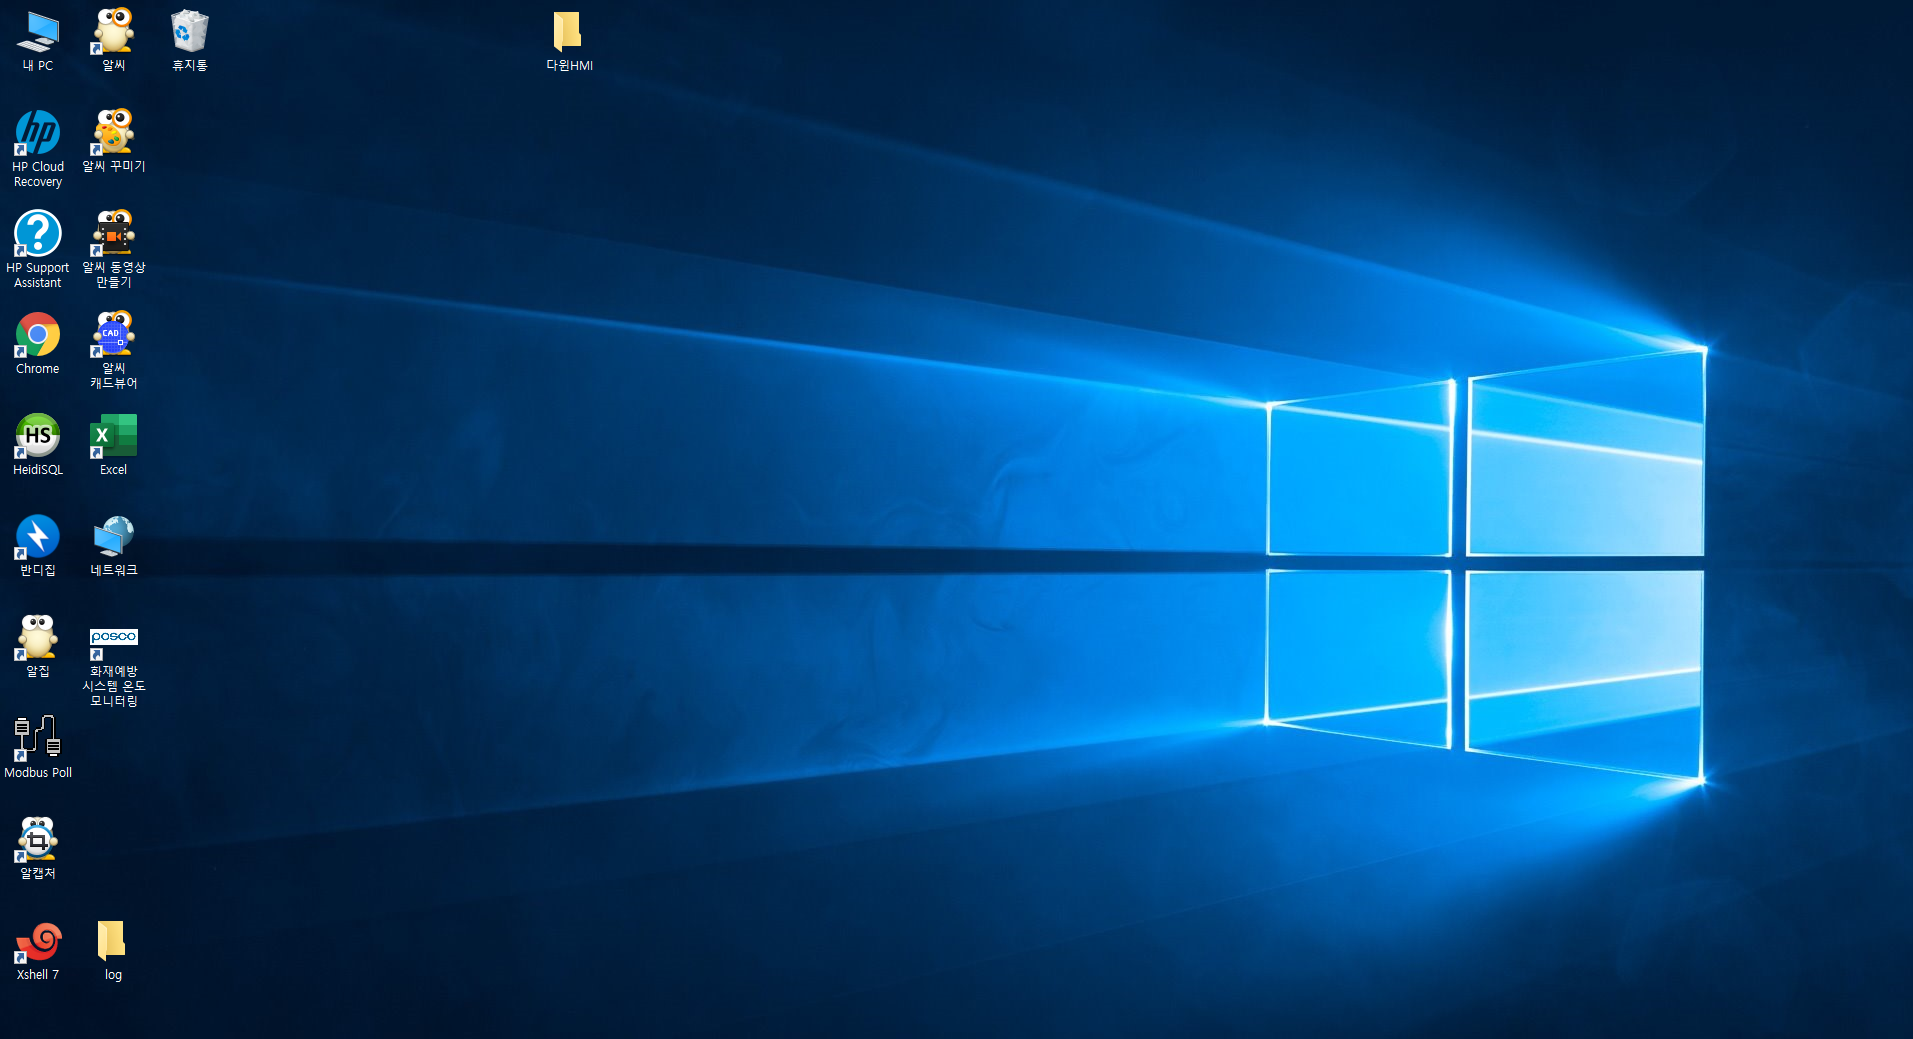 내 PC
알씨
휴지통
다윈HMI
hp
HP Cloud
Recovery
알씨 꾸미기
?
HP Support
Assistant
알씨 동영상
만들기
Chrome
CAD
알씨
캐드뷰어
HS
HeidiSQL
X
Excel
반디집
네트워크
알집
posco
화재예방
시스템 온도
모니터링
Modbus Poll
알캡처
Xshell 7
log